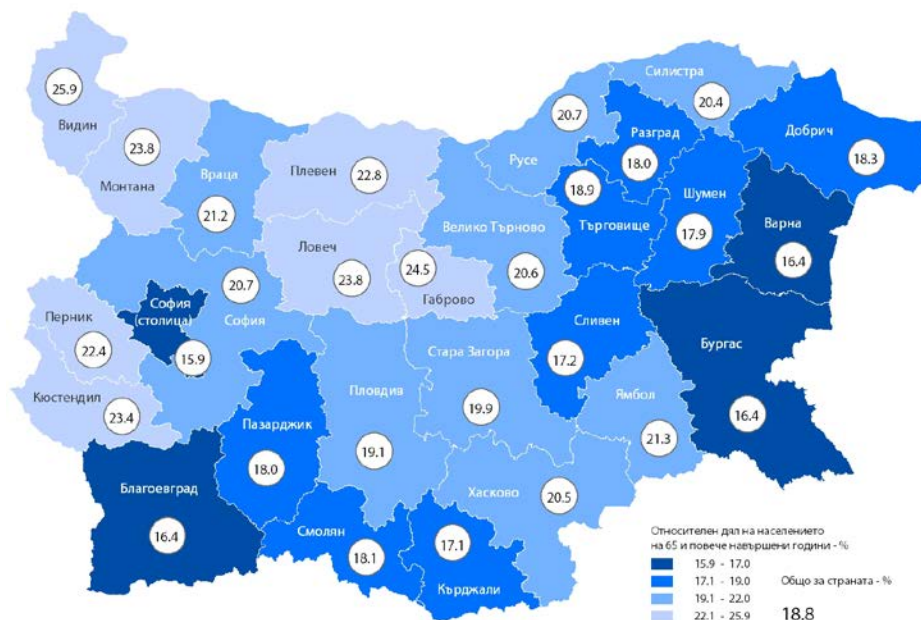 Силистра
25.9
20.4
20.7
Видин
Разград
Добрич
23.8
Плевен
22.8
Русе
18.0
18.3
Враца
Монтана
18.9
Шумен
21.2
Велико Търново
Търговище
Варна
Ловеч
17.9
24.5
20.6
16.4
20.7
23.8
Габрово
София
(столица)
София
Перник
Сливен
Бургас
22.4
15.9
Стара Загора
17.2
Кюстендил
Пловдив
Ямбол
23.4
19.9
16.4
Пазарджик
19.1
21.3
Благоевград
18.0
Хасково
20.5
16.4
Смолян
17.1
18.1
Кърджали
Относителен дял на населението
на 65 и повече навършени години - %
15.9 - 17.0
17.1 - 19.0 Общо за страната - %
19.1 - 22.0
22.1 - 25.9 18.8